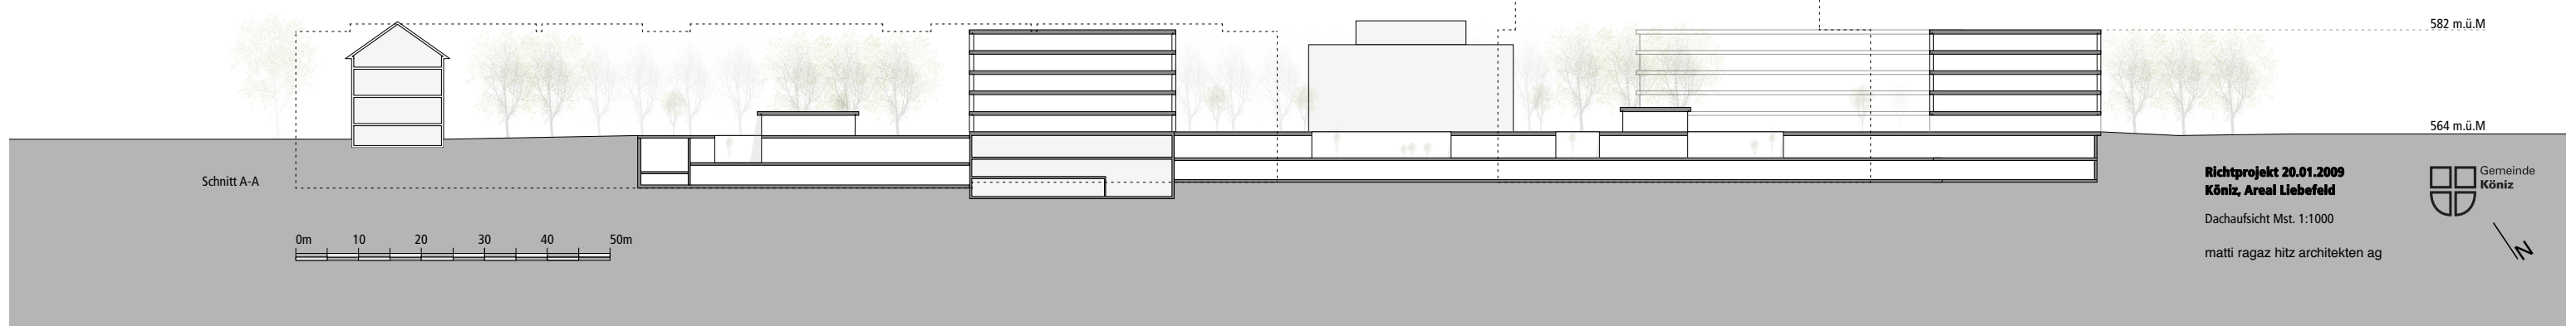 582 m.ü.M
564 m.ü.M
Schnitt A-A
0m 10 20 30 40 50m
Richtprojekt 20.01.2009
Köniz, Areal Liebefeld
Dachaufsicht Mst. 1:1000
matti ragaz hitz architekten ag
Gemeinde
Köniz
N